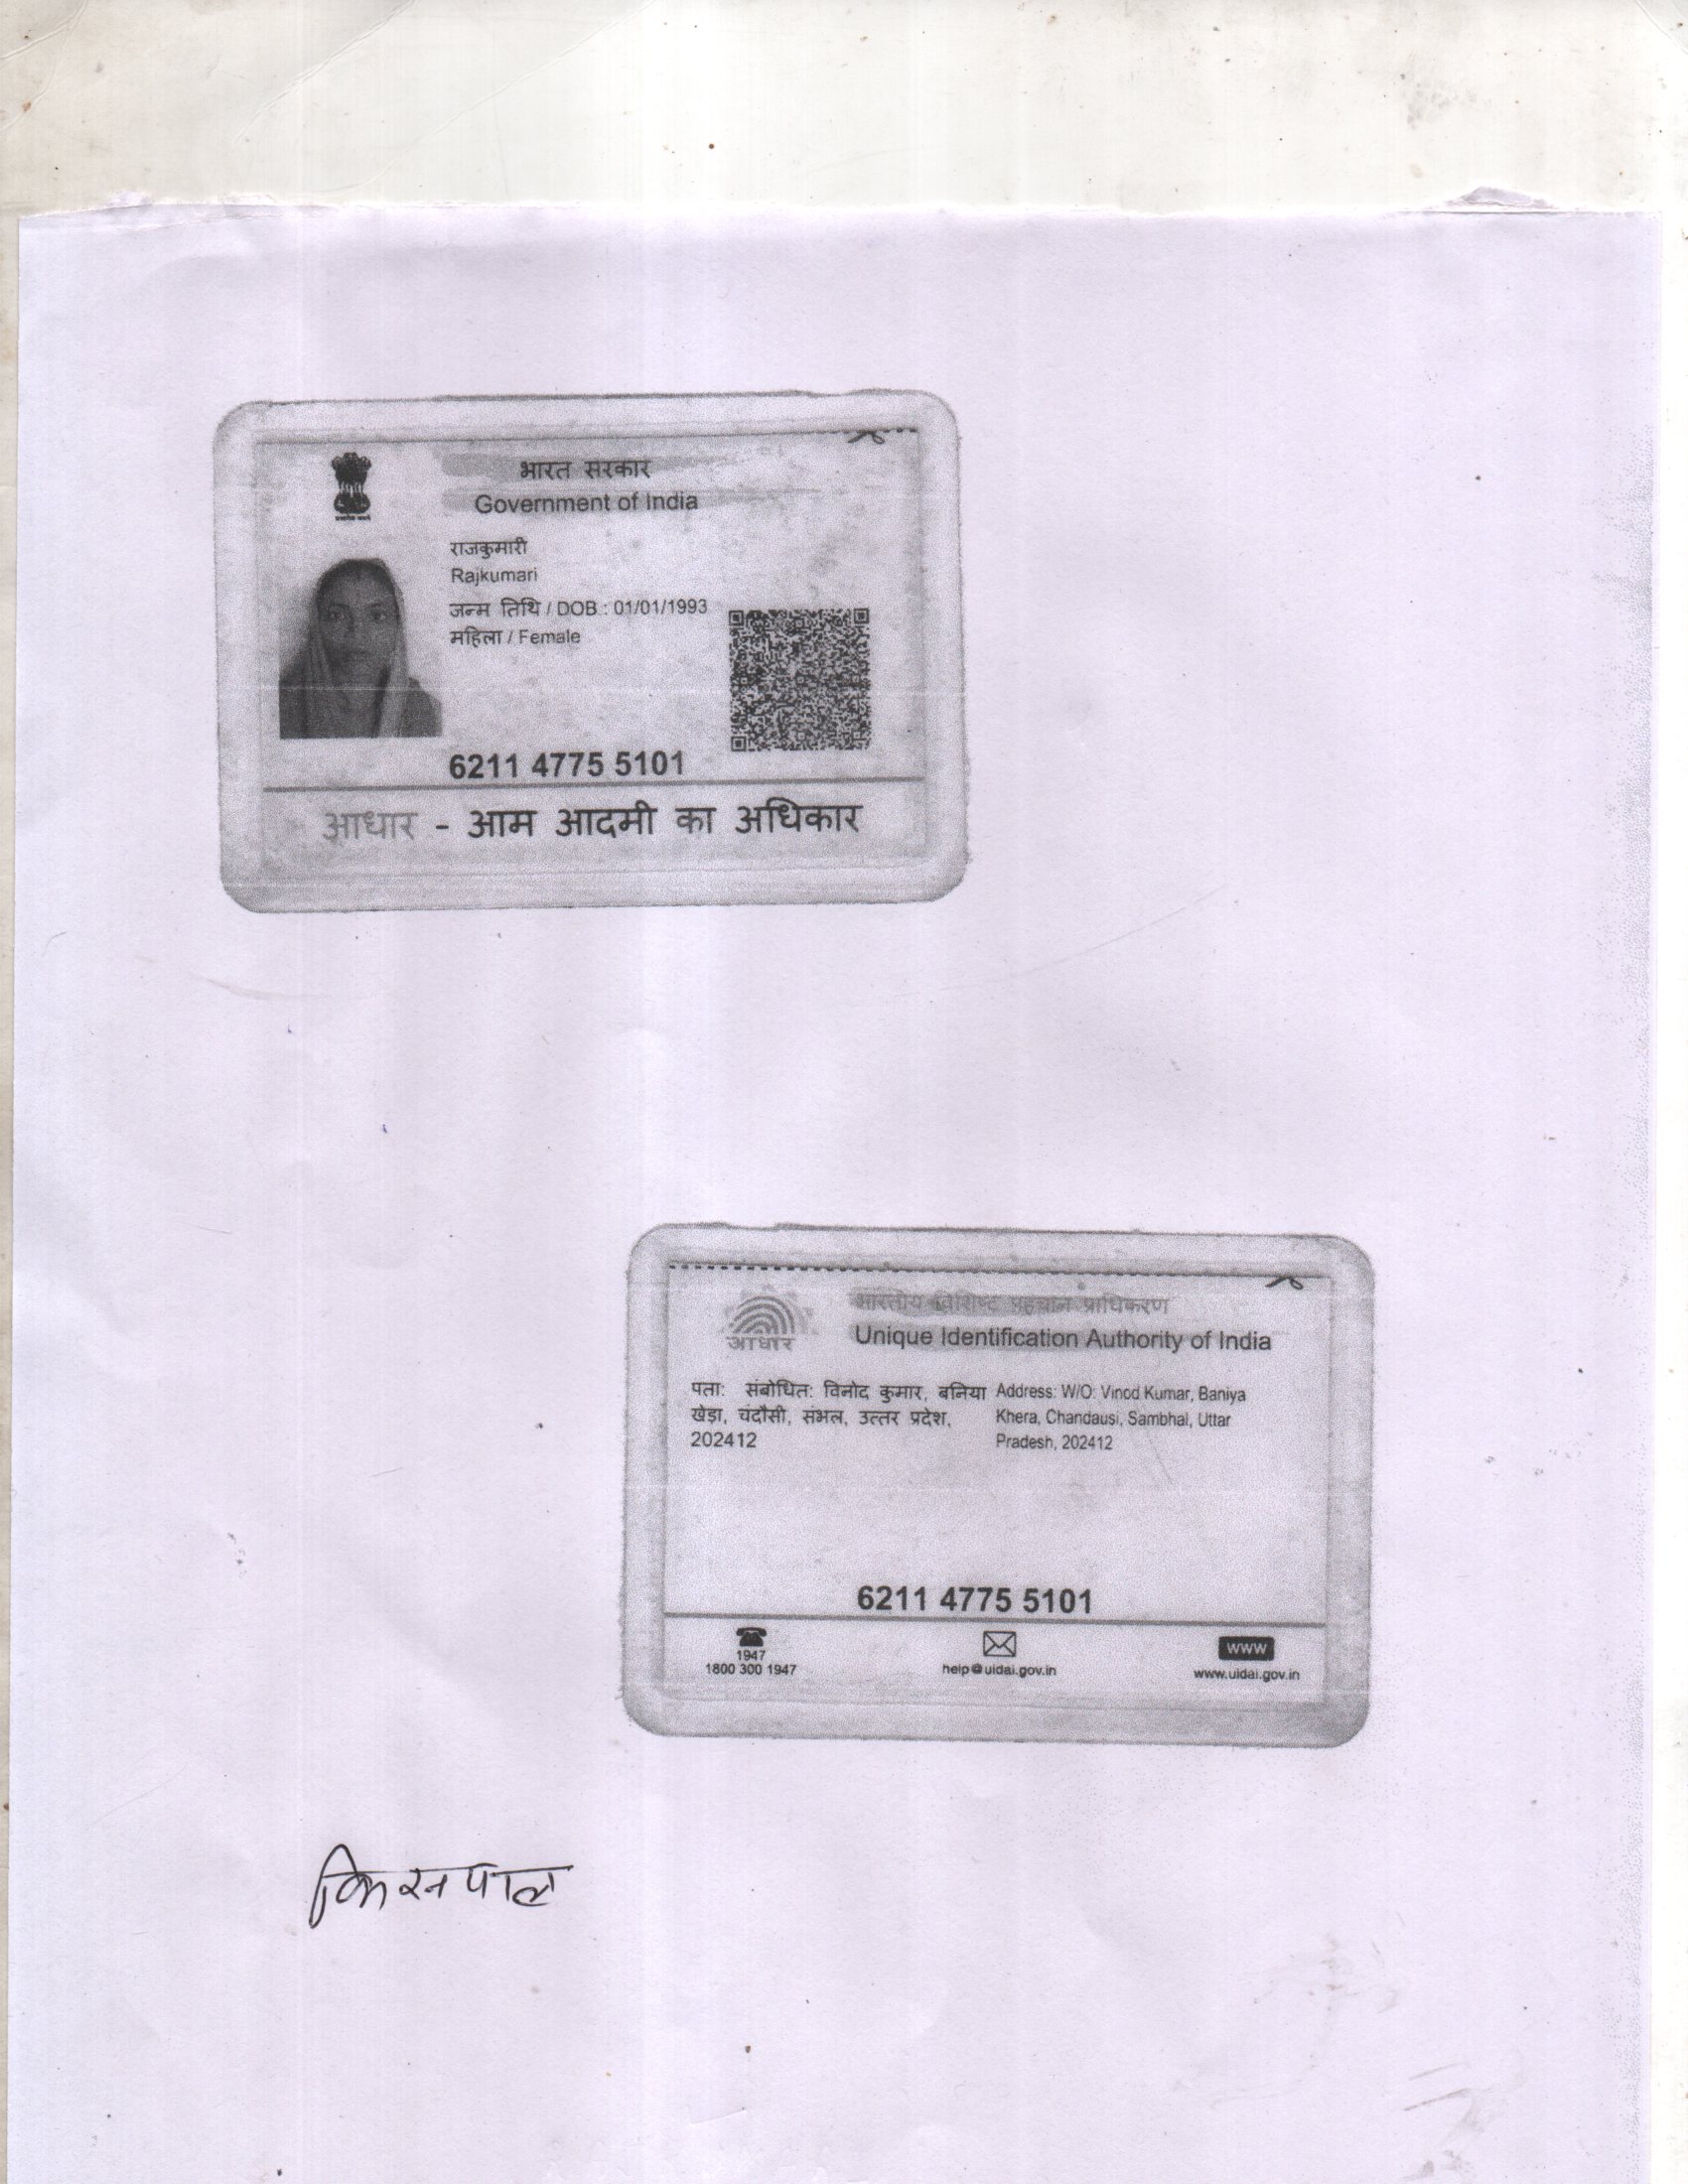 भारत सरकार
Government of India
राजकुमारी
Rajkumari
जन्म तिथि / DOB : 01/01/1993
महिला / Female
6211 4775 5101
आधार - आम आदमी का अधिकार
भारतीय विशिष्ट पहचान प्राधिकरण
आधार
Unique Identification Authority of India
पता: संबोधित: विनोद कुमार, बनिया
खेड़ा, चंदौसी, संभल, उत्तर प्रदेश,
202412
Address: W/O: Vinod Kumar, Baniya
Khera, Chandausi, Sambhal, Uttar
Pradesh, 202412
6211 4775 5101
1947
1800 300 1947
help@uidai.gov.in
www
www.uidai.gov.in